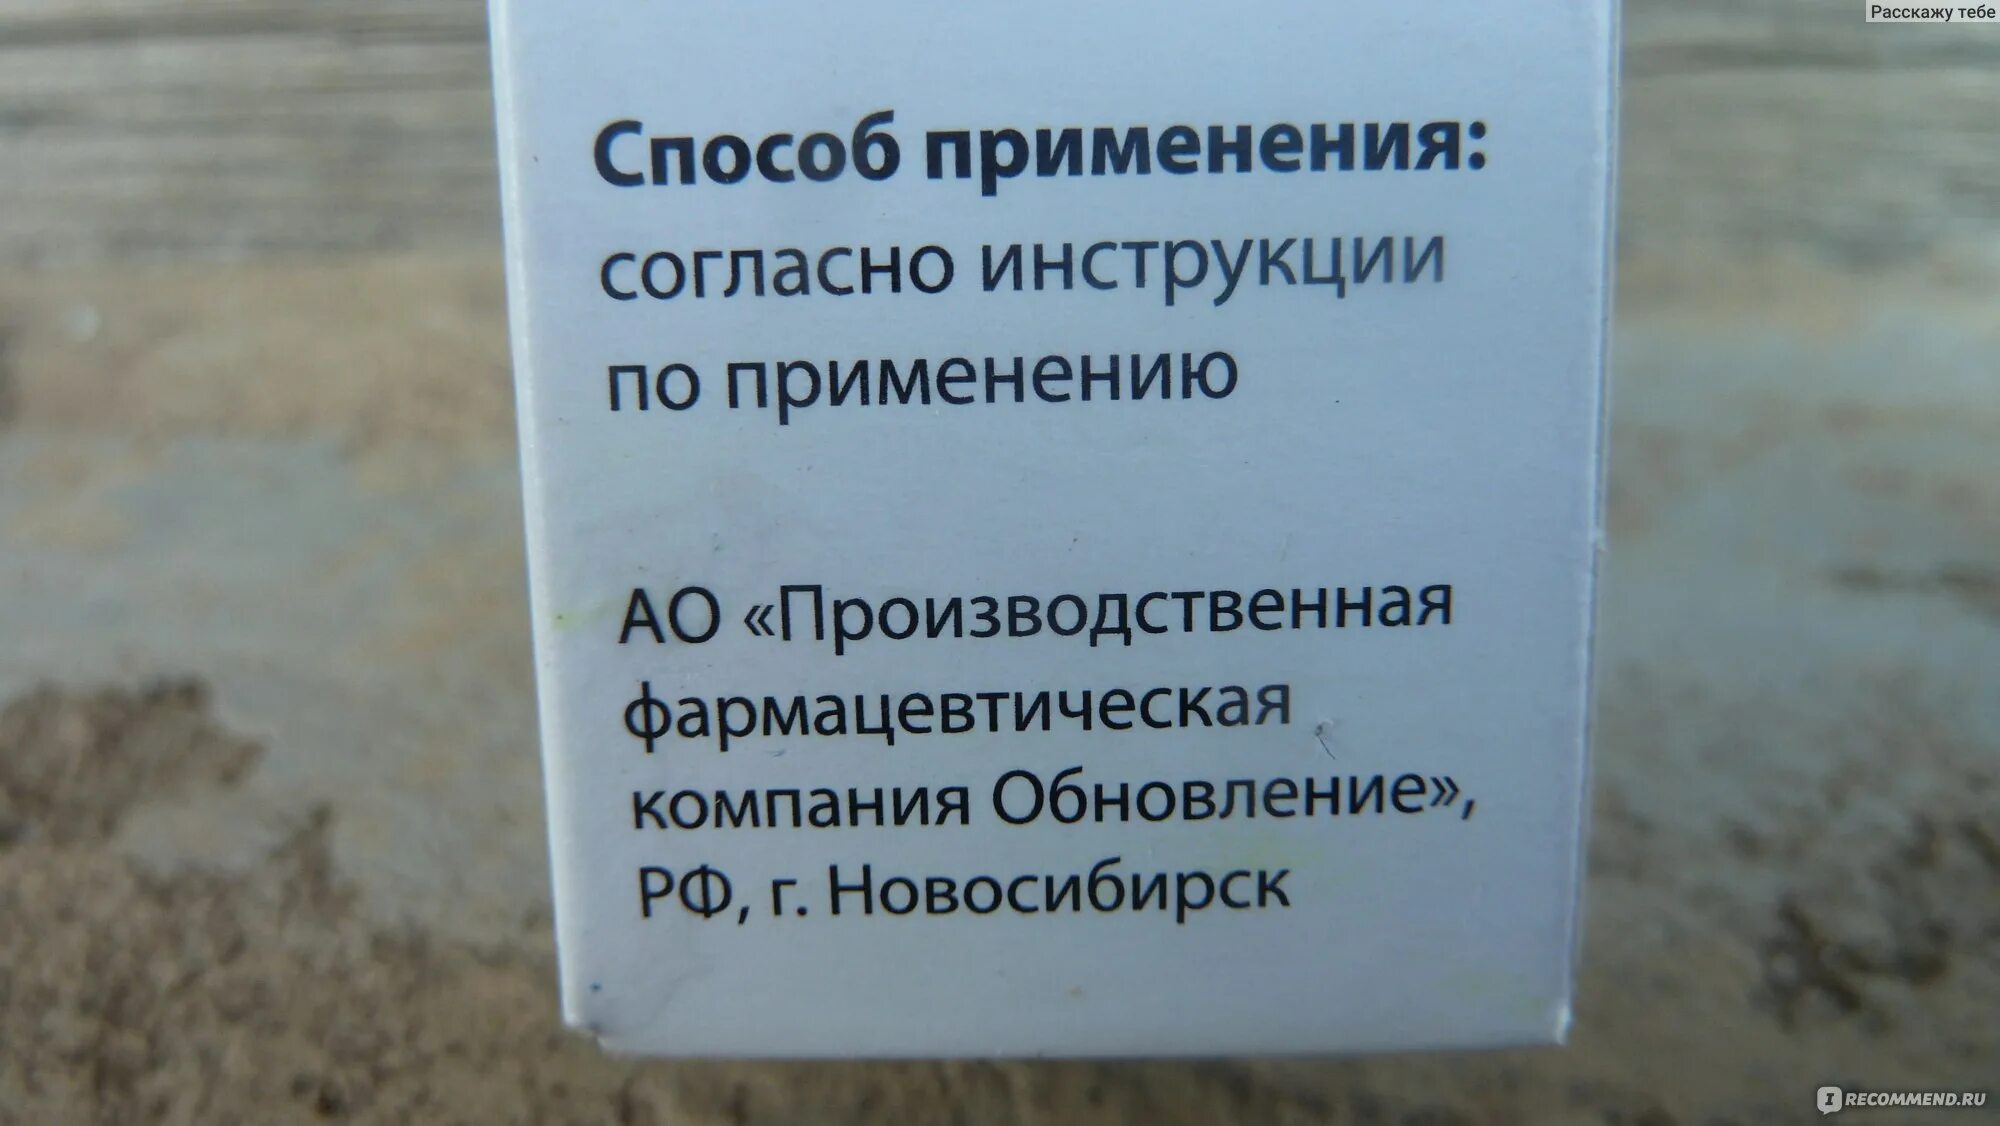 Расскажу тебе
Способ применения:
согласно инструкции
по применению
АО «Производственная
фармацевтическая
компания Обновление»,
РФ, г. Новосибирск
I RECOMMEND.RU